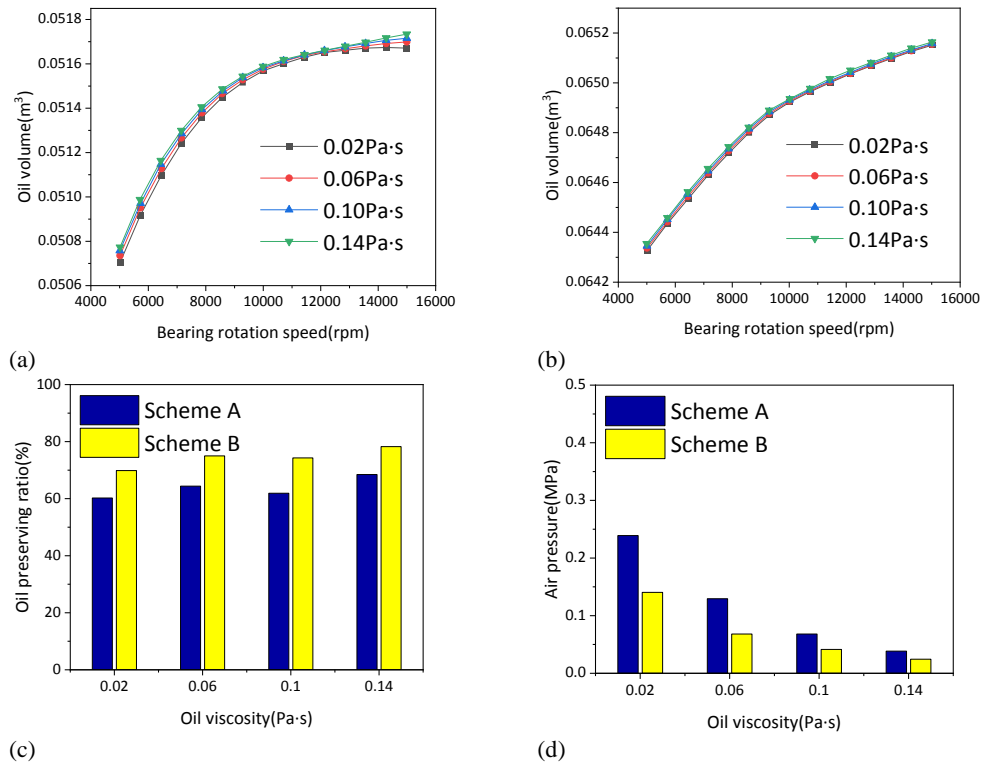 0.0518
0.0516
0.0514
0.0512
0.0510
0.0508
0.0506
Oil volume(m³)
0.02Pa·s
0.06Pa·s
0.10Pa·s
0.14Pa·s
4000 6000 8000 10000 12000 14000 16000
Bearing rotation speed(rpm)
(a)
0.0652
0.0650
0.0648
0.0646
0.0644
0.0642
Oil volume(m³)
0.02Pa·s
0.06Pa·s
0.10Pa·s
0.14Pa·s
4000 6000 8000 10000 12000 14000 16000
Bearing rotation speed(rpm)
(b)
100
80
60
40
20
0
Oil preserving ratio(%)
Scheme A
Scheme B
0.02 0.06 0.1 0.14
Oil viscosity(Pa·s)
(c)
0.5
0.4
0.3
0.2
0.1
0.0
Air pressure(MPa)
Scheme A
Scheme B
0.02 0.06 0.1 0.14
Oil viscosity(Pa·s)
(d)